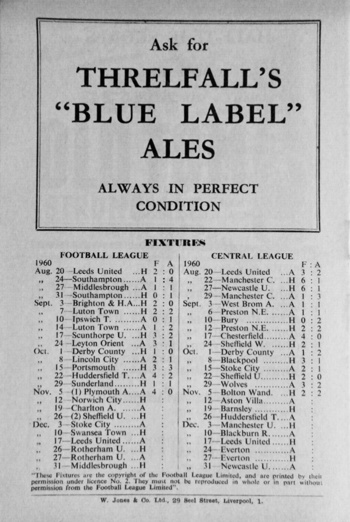 Ask for
THRELFALL'S
"BLUE LABEL"
ALES
ALWAYS IN PERFECT
CONDITION
FIXTURES
FOOTBALL LEAGUE
1960 F A
Aug. 20—Leeds United ...H 2 : 0
„ 24—Southampton.....A 1 : 4
„ 27—Middlesbrough ...A 1 : 1
„ 31—Southampton .....H 0 : 1
Sept. 3—Brighton & H.A...H 2 : 0
„ 7—Luton Town ......H 2 : 2
„ 10—Ipswich T. .......A 0 : 1
„ 14—Luton Town ......A 1 : 2
„ 17—Scunthorpe U. ...H 3 : 2
„ 24—Leyton Orient ....A 3 : 1
Oct. 1—Derby County ....H 1 : 0
„ 8—Lincoln City .....A 2 : 1
„ 15—Portsmouth ......H 3 : 3
„ 22—Huddersfield T. ..A 4 : 2
„ 29—Sunderland ......H 1 : 1
Nov. 5—(1) Plymouth A....A 4 : 0
„ 12—Norwich City .....H
„ 19—Charlton A. ......A
„ 26—(2) Sheffield U. ..H
Dec. 3—Stoke City .......A
„ 10—Swansea Town ...H
„ 17—Leeds United .....A
„ 26—Rotherham U. ....H
„ 27—Rotherham U. ....A
„ 31—Middlesbrough ...H
CENTRAL LEAGUE
1960 F : A
Aug. 20—Leeds United ....A 3 : 2
„ 22—Manchester C. ...H 6 : 1
„ 27—Newcastle U. .....H 6 : 1
„ 29—Manchester C. ...A 1 : 3
Sept. 3—West Brom A. ....A 1 : 1
„ 6—Preston N.E. .....A 1 : 1
„ 10—Bury ............H 0 : 2
„ 12—Preston N.E. .....H 2 : 2
„ 17—Chesterfield ......A 4 : 0
„ 24—Sheffield W. ......H 2 : 1
Oct. 1—Derby County ....A 1 : 2
„ 8—Blackpool ........H 3 : 1
„ 15—Stoke City .......A 2 : 1
„ 22—Sheffield U. ......H 2 : 0
„ 29—Wolves ..........A 3 : 2
Nov. 5—Bolton Wand. ....H 2 : 2
„ 12—Aston Villa ......A
„ 19—Barnsley .........H
„ 26—Huddersfield T. ..A
Dec. 3—Manchester U. ...H
„ 10—Blackburn R. .....A
„ 17—Leeds United .....H
„ 24—Everton ..........A
„ 27—Everton ..........H
„ 31—Newcastle U. .....A
"These Fixtures are the copyright of the Football League Limited, and are printed by their
permission under licence No. 2. They must not be reproduced in whole or in part without
permission from the Football League Limited".
W. Jones & Co. Ltd., 29 Seel Street, Liverpool, 1.